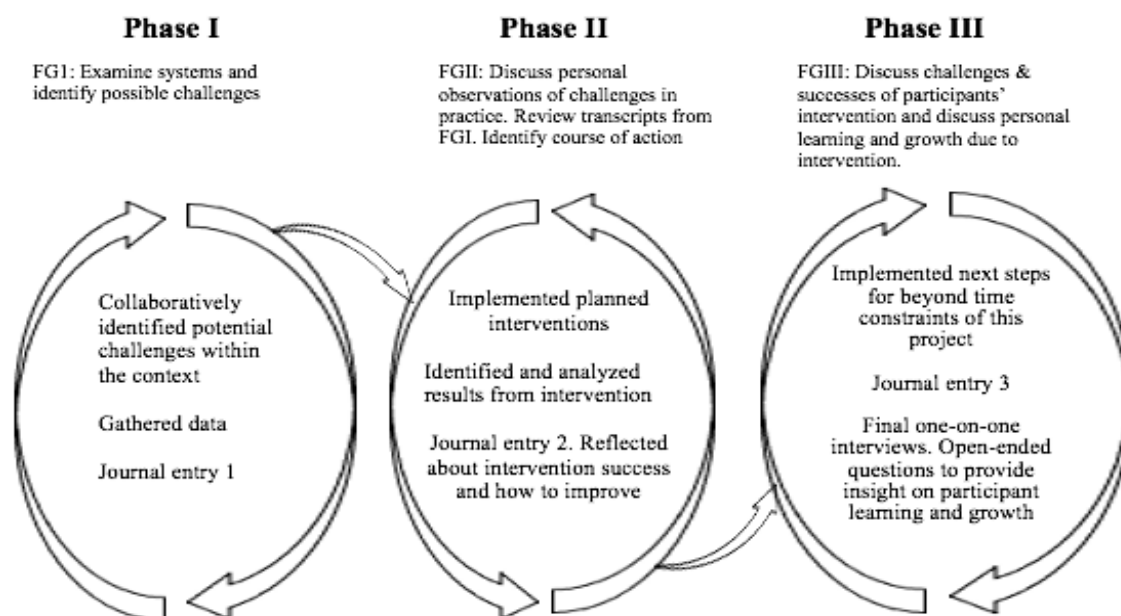 Phase I
FG1: Examine systems and
identify possible challenges
Collaboratively
identified potential
challenges within
the context
Gathered data
Journal entry 1
Phase II
FGII: Discuss personal
observations of challenges in
practice. Review transcripts from
FGI. Identify course of action
Implemented planned
interventions
Identified and analyzed
results from intervention
Journal entry 2. Reflected
about intervention success
and how to improve
Phase III
FGIII: Discuss challenges &
successes of participants'
intervention and discuss personal
learning and growth due to
intervention.
Implemented next steps
for beyond time
constraints of this
project
Journal entry 3
Final one-on-one
interviews. Open-ended
questions to provide
insight on participant
learning and growth